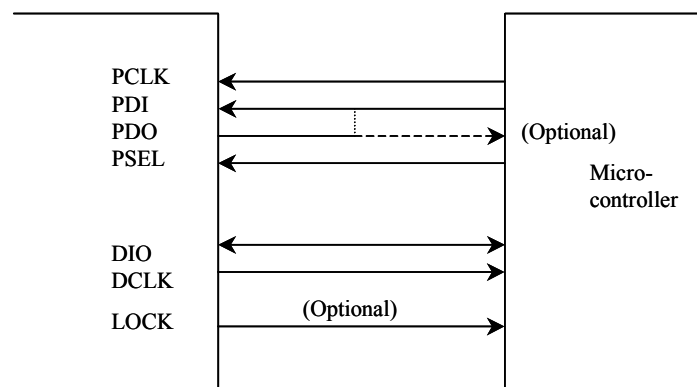 PCLK
PDI
PDO
(Optional)
PSEL
Micro-
controller
DIO
DCLK
(Optional)
LOCK